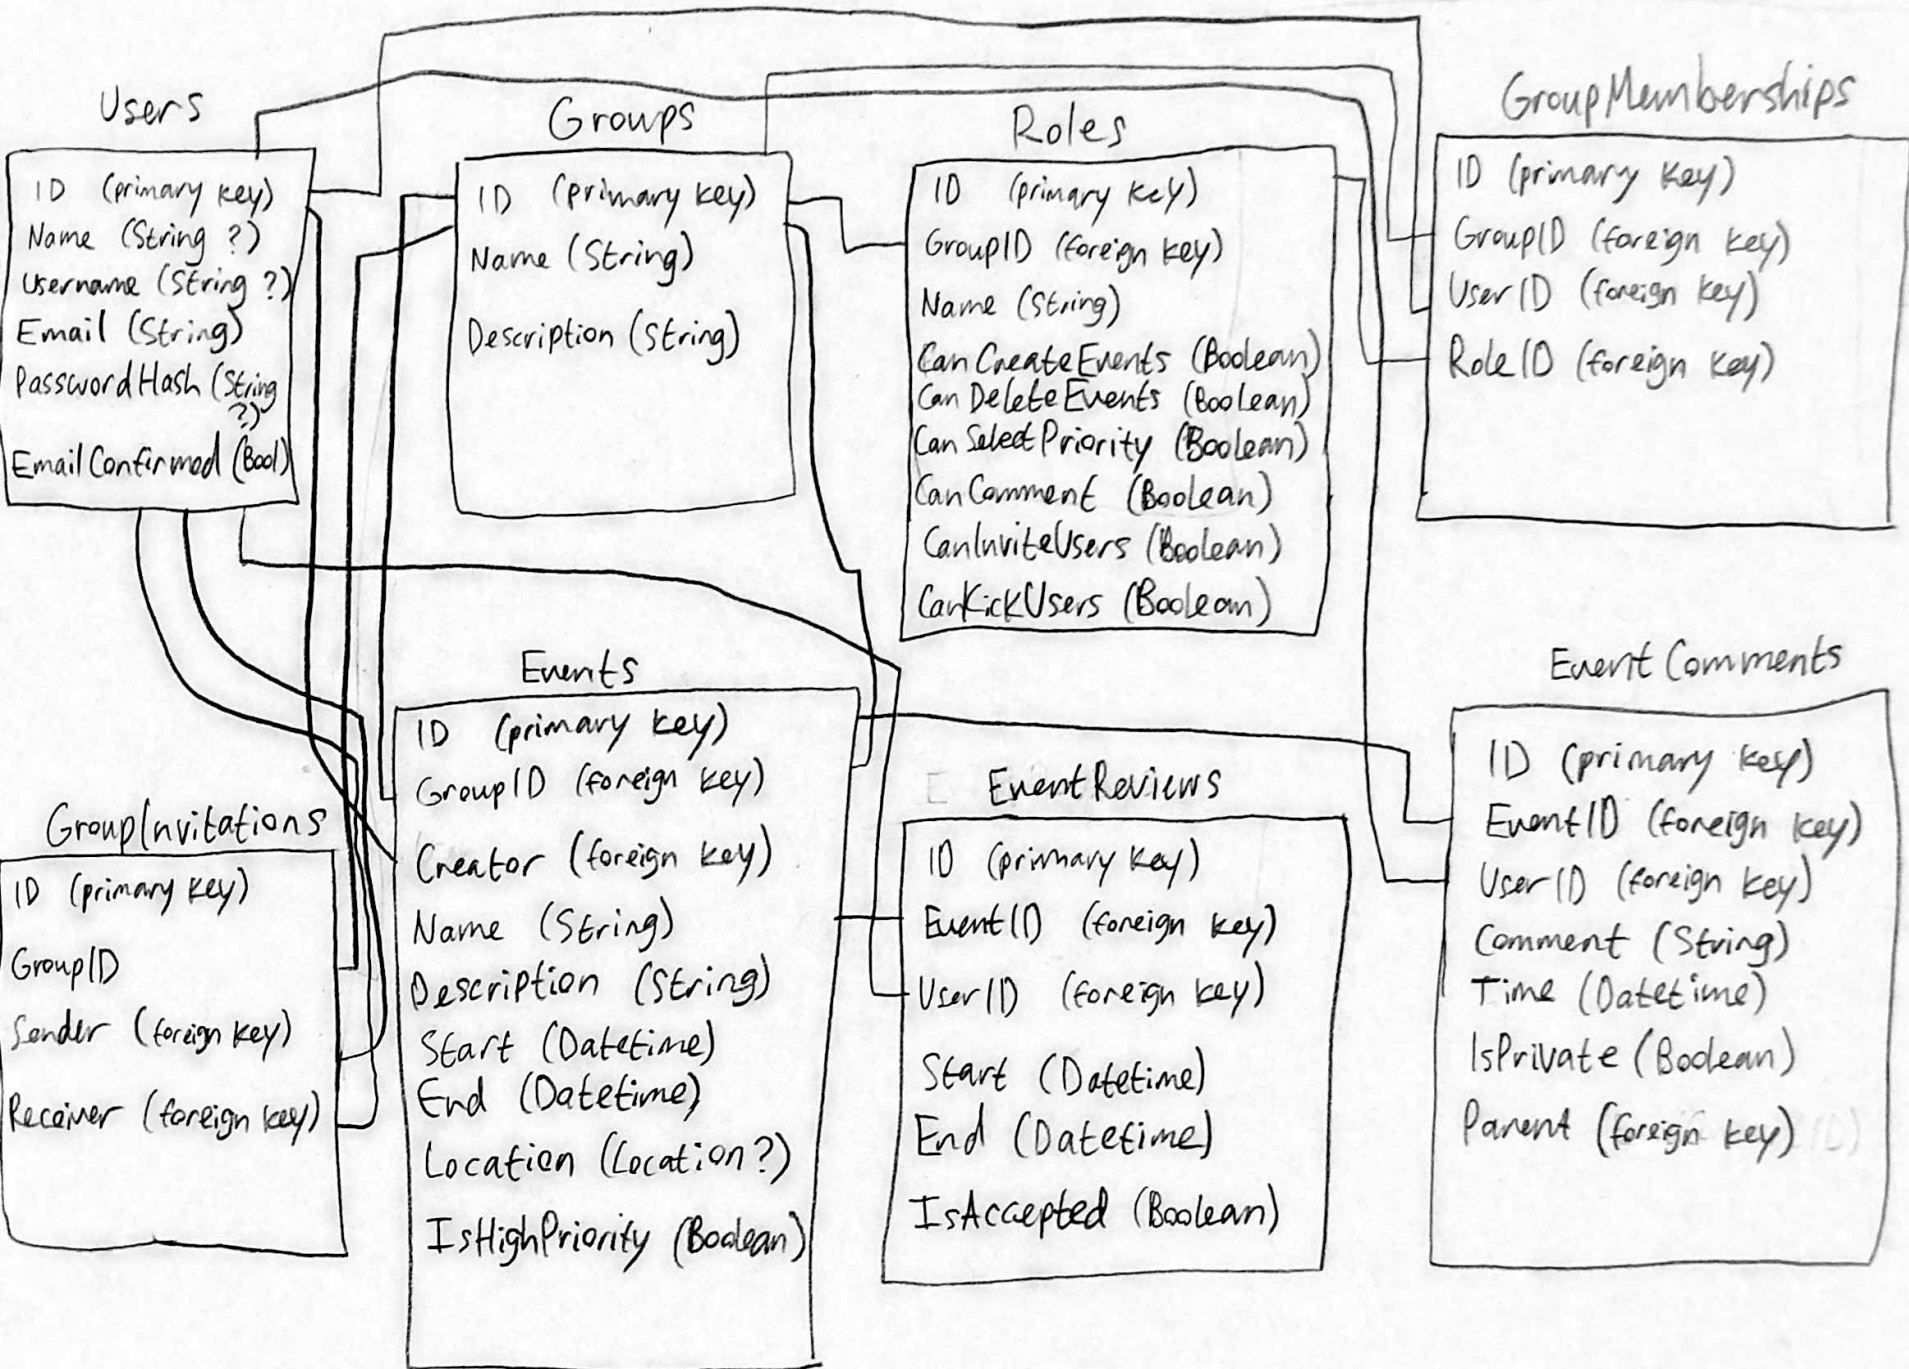 Users
ID (primary key)
Name (String ?)
Username (String ?)
Email (String)
PasswordHash (String
?)
EmailConfirmed (Bool)
Groups
ID (primary key)
Name (String)
Description (String)
Roles
ID (primary key)
GroupID (foreign key)
Name (String)
CanCreateEvents (Boolean)
CanDeleteEvents (Boolean)
CanSelectPriority (Boolean)
CanComment (Boolean)
CanInviteUsers (Boolean)
CanKickUsers (Boolean)
GroupMemberships
ID (primary key)
GroupID (foreign key)
UserID (foreign key)
RoleID (foreign key)
GroupInvitations
ID (primary key)
GroupID
Sender (foreign key)
Receiver (foreign key)
Events
ID (primary key)
GroupID (foreign key)
Creator (foreign key)
Name (String)
Description (String)
Start (Datetime)
End (Datetime)
Location (Location?)
IsHighPriority (Boolean)
EventReviews
ID (primary key)
EventID (foreign key)
UserID (foreign key)
Start (Datetime)
End (Datetime)
IsAccepted (Boolean)
EventComments
ID (primary key)
EventID (foreign key)
UserID (foreign key)
Comment (String)
Time (Datetime)
IsPrivate (Boolean)
Parent (foreign key)